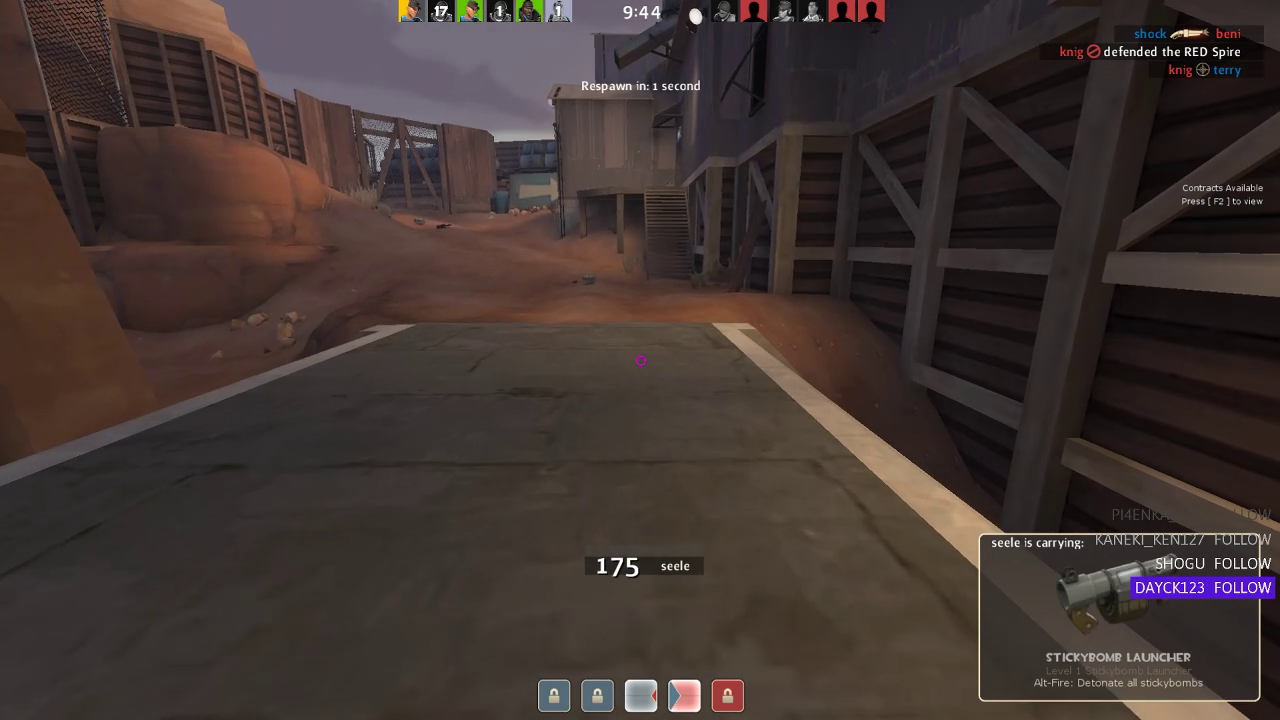 17
1
1
9:44
shock beni
knig defended the RED Spire
knig terry
Respawn in: 1 second
Contracts Available
Press [ F2 ] to view
seele is carrying:
KANEKI_KEN127 FOLLOW
SHOGU FOLLOW
DAYCK123 FOLLOW
175 seele
STICKYBOMB LAUNCHER
Level 1 Stickybomb Launcher
Alt-Fire: Detonate all stickybombs